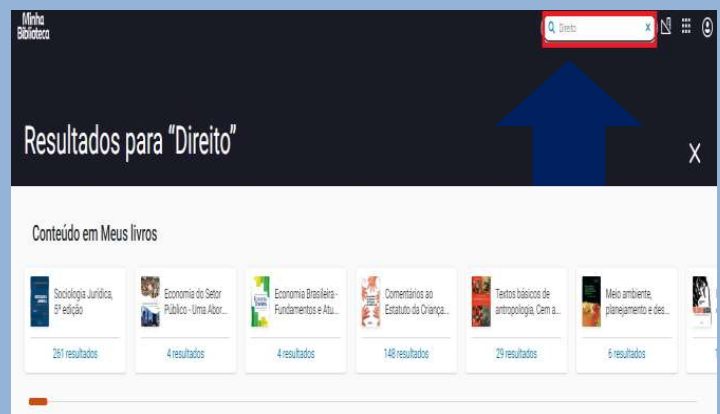 Minha
Biblioteca
Direito
Resultados para “Direito”
Conteúdo em Meus livros
Sociologia Jurídica,
5ª edição
261 resultados
Economia do Setor
Público - Uma Abor...
4 resultados
Economia Brasileira -
Fundamentos e Atu...
4 resultados
Comentários ao
Estatuto da Criança...
148 resultados
Textos básicos de
antropologia, Cem a...
29 resultados
Meio ambiente,
planejamento e des...
6 resultados